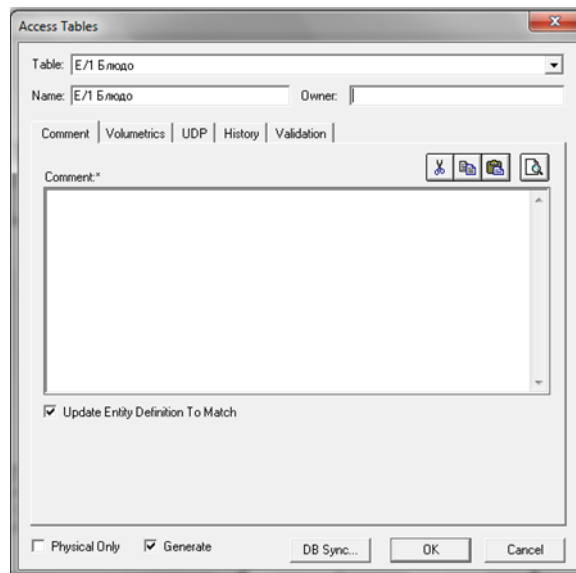 Access Tables
Table: Е/1 Блюдо
Name: Е/1 Блюдо Owner:
Comment Volumetrics UDP History Validation
Comment:*
Update Entity Definition To Match
Physical Only Generate DB Sync... OK Cancel